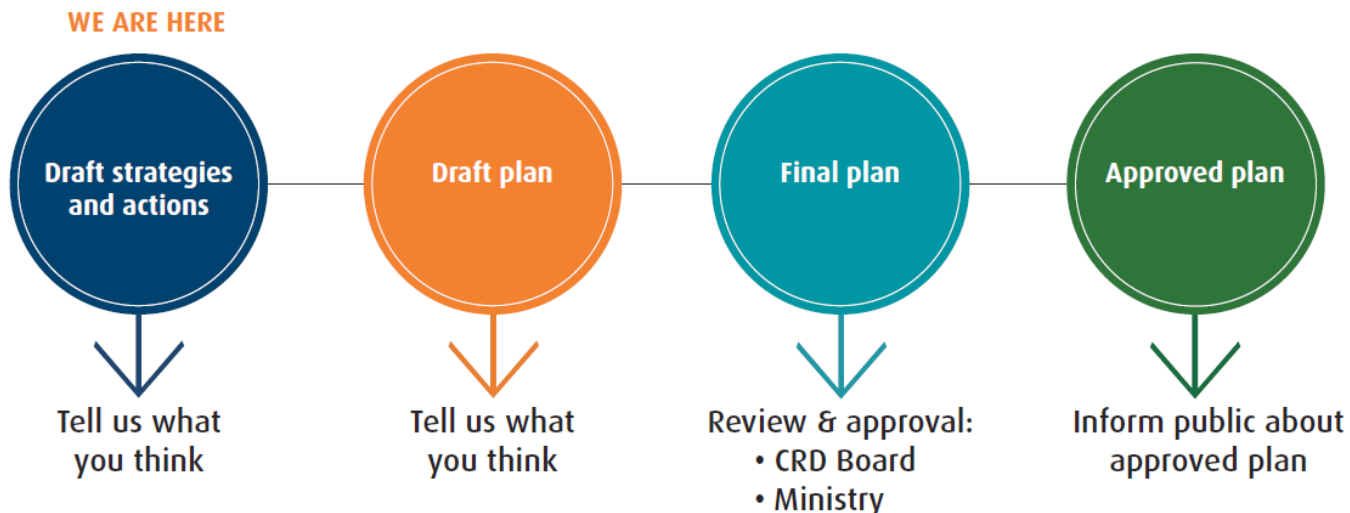 WE ARE HERE
Draft strategies
and actions
Draft plan
Final plan
Approved plan
Tell us what
you think
Tell us what
you think
Review & approval:
• CRD Board
• Ministry
Inform public about
approved plan